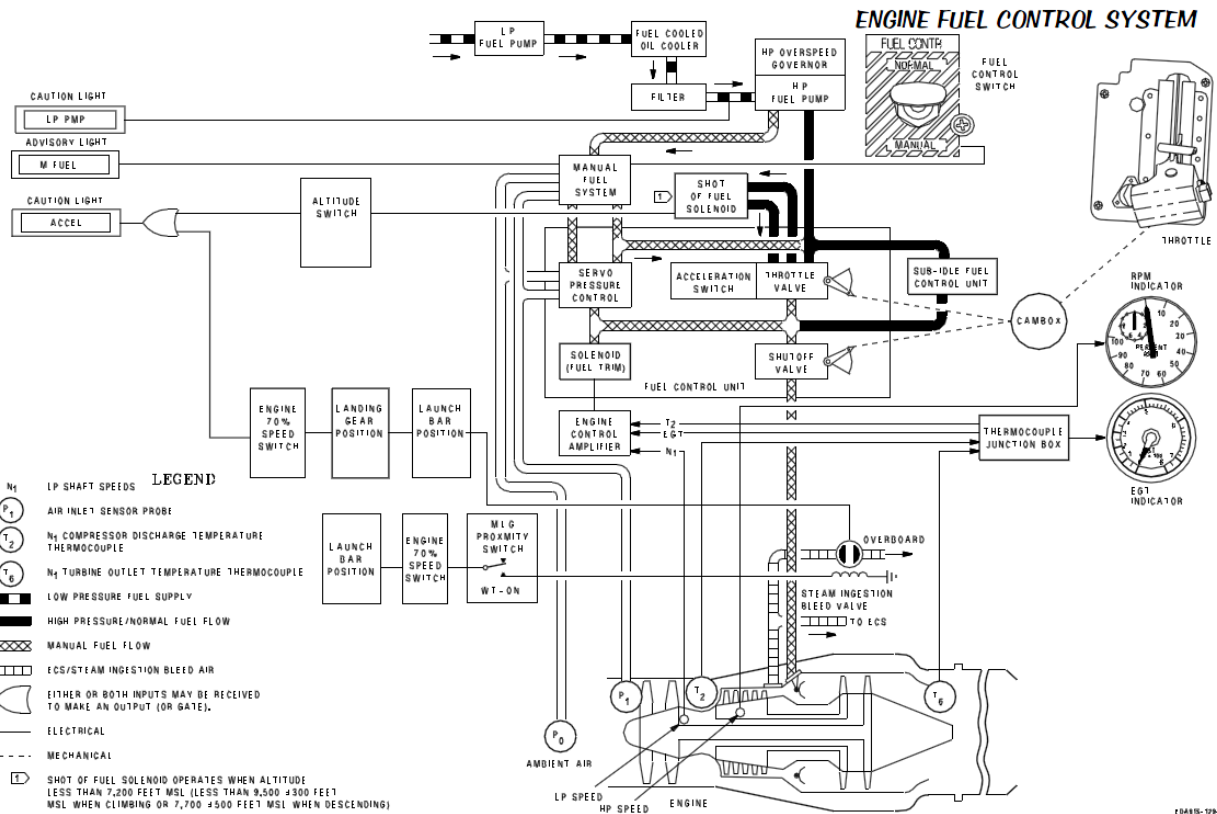 ENGINE FUEL CONTROL SYSTEM
LP
FUEL PUMP
FUEL COOLED
OIL COOLER
FILTER
HP OVERSPEED
GOVERNOR
HP
FUEL PUMP
FUEL CONTR
NORMAL
MANUAL
FUEL
CONTROL
SWITCH
THROTTLE
CAUTION LIGHT
LP PMP
ADVISORY LIGHT
M FUEL
CAUTION LIGHT
ACCEL
ALTITUDE
SWITCH
MANUAL
FUEL
SYSTEM
1
SHOT
OF FUEL
SOLENOID
SERVO
PRESSURE
CONTROL
ACCELERATION
SWITCH
THROTTLE
VALVE
SUB-IDLE FUEL
CONTROL UNIT
CAMBOX
RPM
INDICATOR
10
20
30
40
50
60
70
80
90
100
PERCENT
SOLENOID
(FUEL TRIM)
SHUTOFF
VALVE
FUEL CONTROL UNIT
ENGINE
70%
SPEED
SWITCH
LANDING
GEAR
POSITION
LAUNCH
BAR
POSITION
ENGINE
CONTROL
AMPLIFIER
T2
EGT
N1
THERMOCOUPLE
JUNCTION BOX
EGT
INDICATOR
LAUNCH
BAR
POSITION
ENGINE
70%
SPEED
SWITCH
MLG
PROXMITY
SWITCH
WT-ON
OVERBOARD
STEAM INGESTION
BLEED VALVE
TO ECS
P1
T2
T6
P0
AMBIENT AIR
LP SPEED
HP SPEED
ENGINE
LEGEND
N1 LP SHAFT SPEEDS
P1 AIR INLET SENSOR PROBE
T2 N1 COMPRESSOR DISCHARGE TEMPERATURE
THERMOCOUPLE
T6 N1 TURBINE OUTLET TEMPERATURE THERMOCOUPLE
LOW PRESSURE FUEL SUPPLY
HIGH PRESSURE/NORMAL FUEL FLOW
MANUAL FUEL FLOW
ECS/STEAM INGESTION BLEED AIR
EITHER OR BOTH INPUTS MAY BE RECEIVED
TO MAKE AN OUTPUT (OR GATE).
ELECTRICAL
MECHANICAL
1 SHOT OF FUEL SOLENOID OPERATES WHEN ALTITUDE
LESS THAN 7,200 FEET MSL (LESS THAN 9,500 ±300 FEET
MSL WHEN CLIMBING OR 7,700 ±500 FEET MSL WHEN DESCENDING)